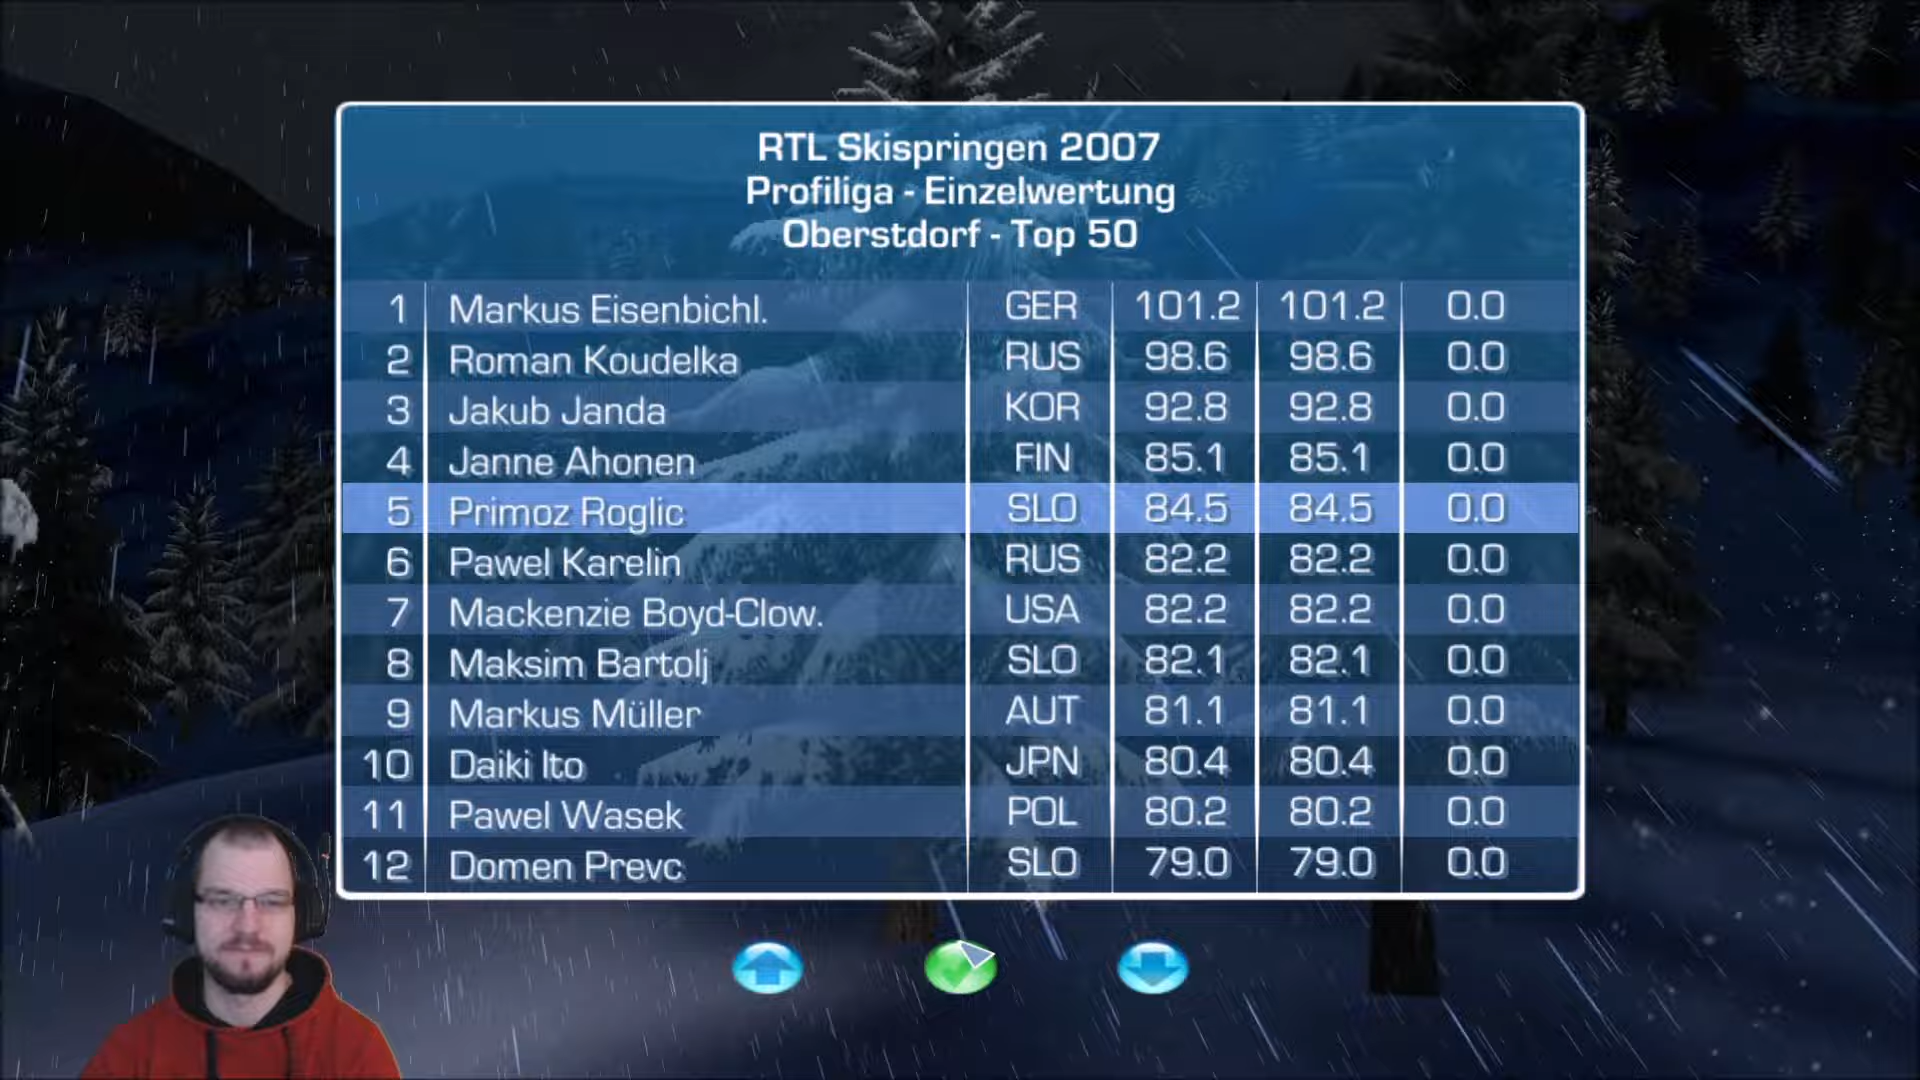 RTL Skispringen 2007
Profiliga - Einzelwertung
Oberstdorf - Top 50
1 Markus Eisenbichl. GER 101.2 101.2 0.0
2 Roman Koudelka RUS 98.6 98.6 0.0
3 Jakub Janda KOR 92.8 92.8 0.0
4 Janne Ahonen FIN 85.1 85.1 0.0
5 Primoz Roglic SLO 84.5 84.5 0.0
6 Pawel Karelin RUS 82.2 82.2 0.0
7 Mackenzie Boyd-Clow. USA 82.2 82.2 0.0
8 Maksim Bartolj SLO 82.1 82.1 0.0
9 Markus Müller AUT 81.1 81.1 0.0
10 Daiki Ito JPN 80.4 80.4 0.0
11 Pawel Wasek POL 80.2 80.2 0.0
12 Domen Prevc SLO 79.0 79.0 0.0